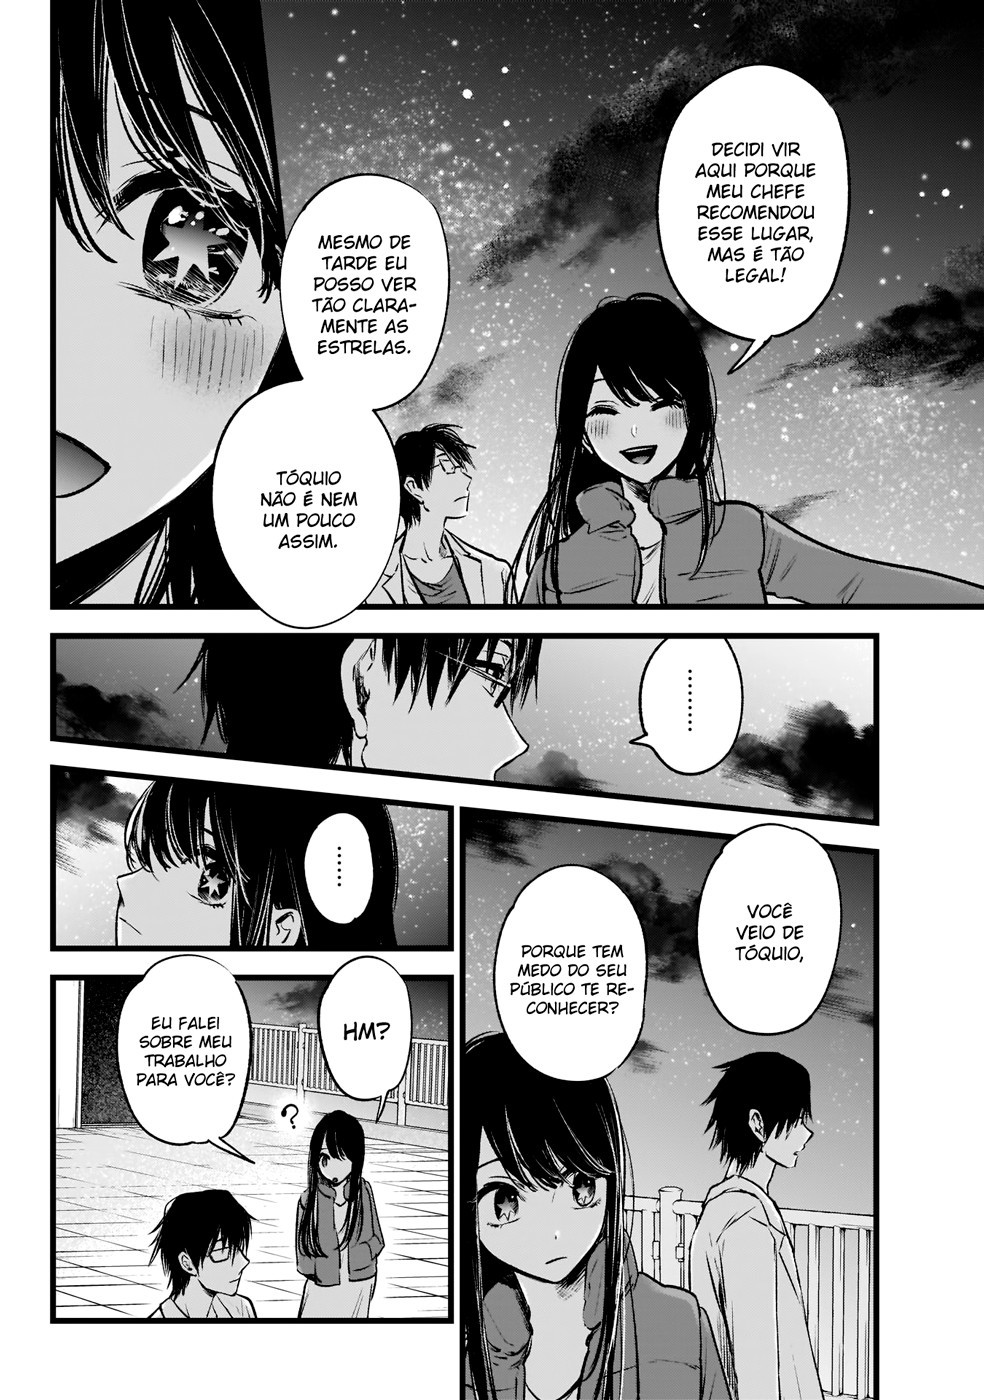 DECIDI VIR
AQUI PORQUE
MEU CHEFE
RECOMENDOU
ESSE LUGAR,
MAS É TÃO
LEGAL!
MESMO DE
TARDE EU
POSSO VER
TÃO CLARA-
MENTE AS
ESTRELAS.
TÓQUIO
NÃO É NEM
UM POUCO
ASSIM.
........
......
VOCÊ
VEIO DE
TÓQUIO,
PORQUE TEM
MEDO DO SEU
PÚBLICO TE RE-
CONHECER?
HM?
?
EU FALEI
SOBRE MEU
TRABALHO
PARA VOCÊ?